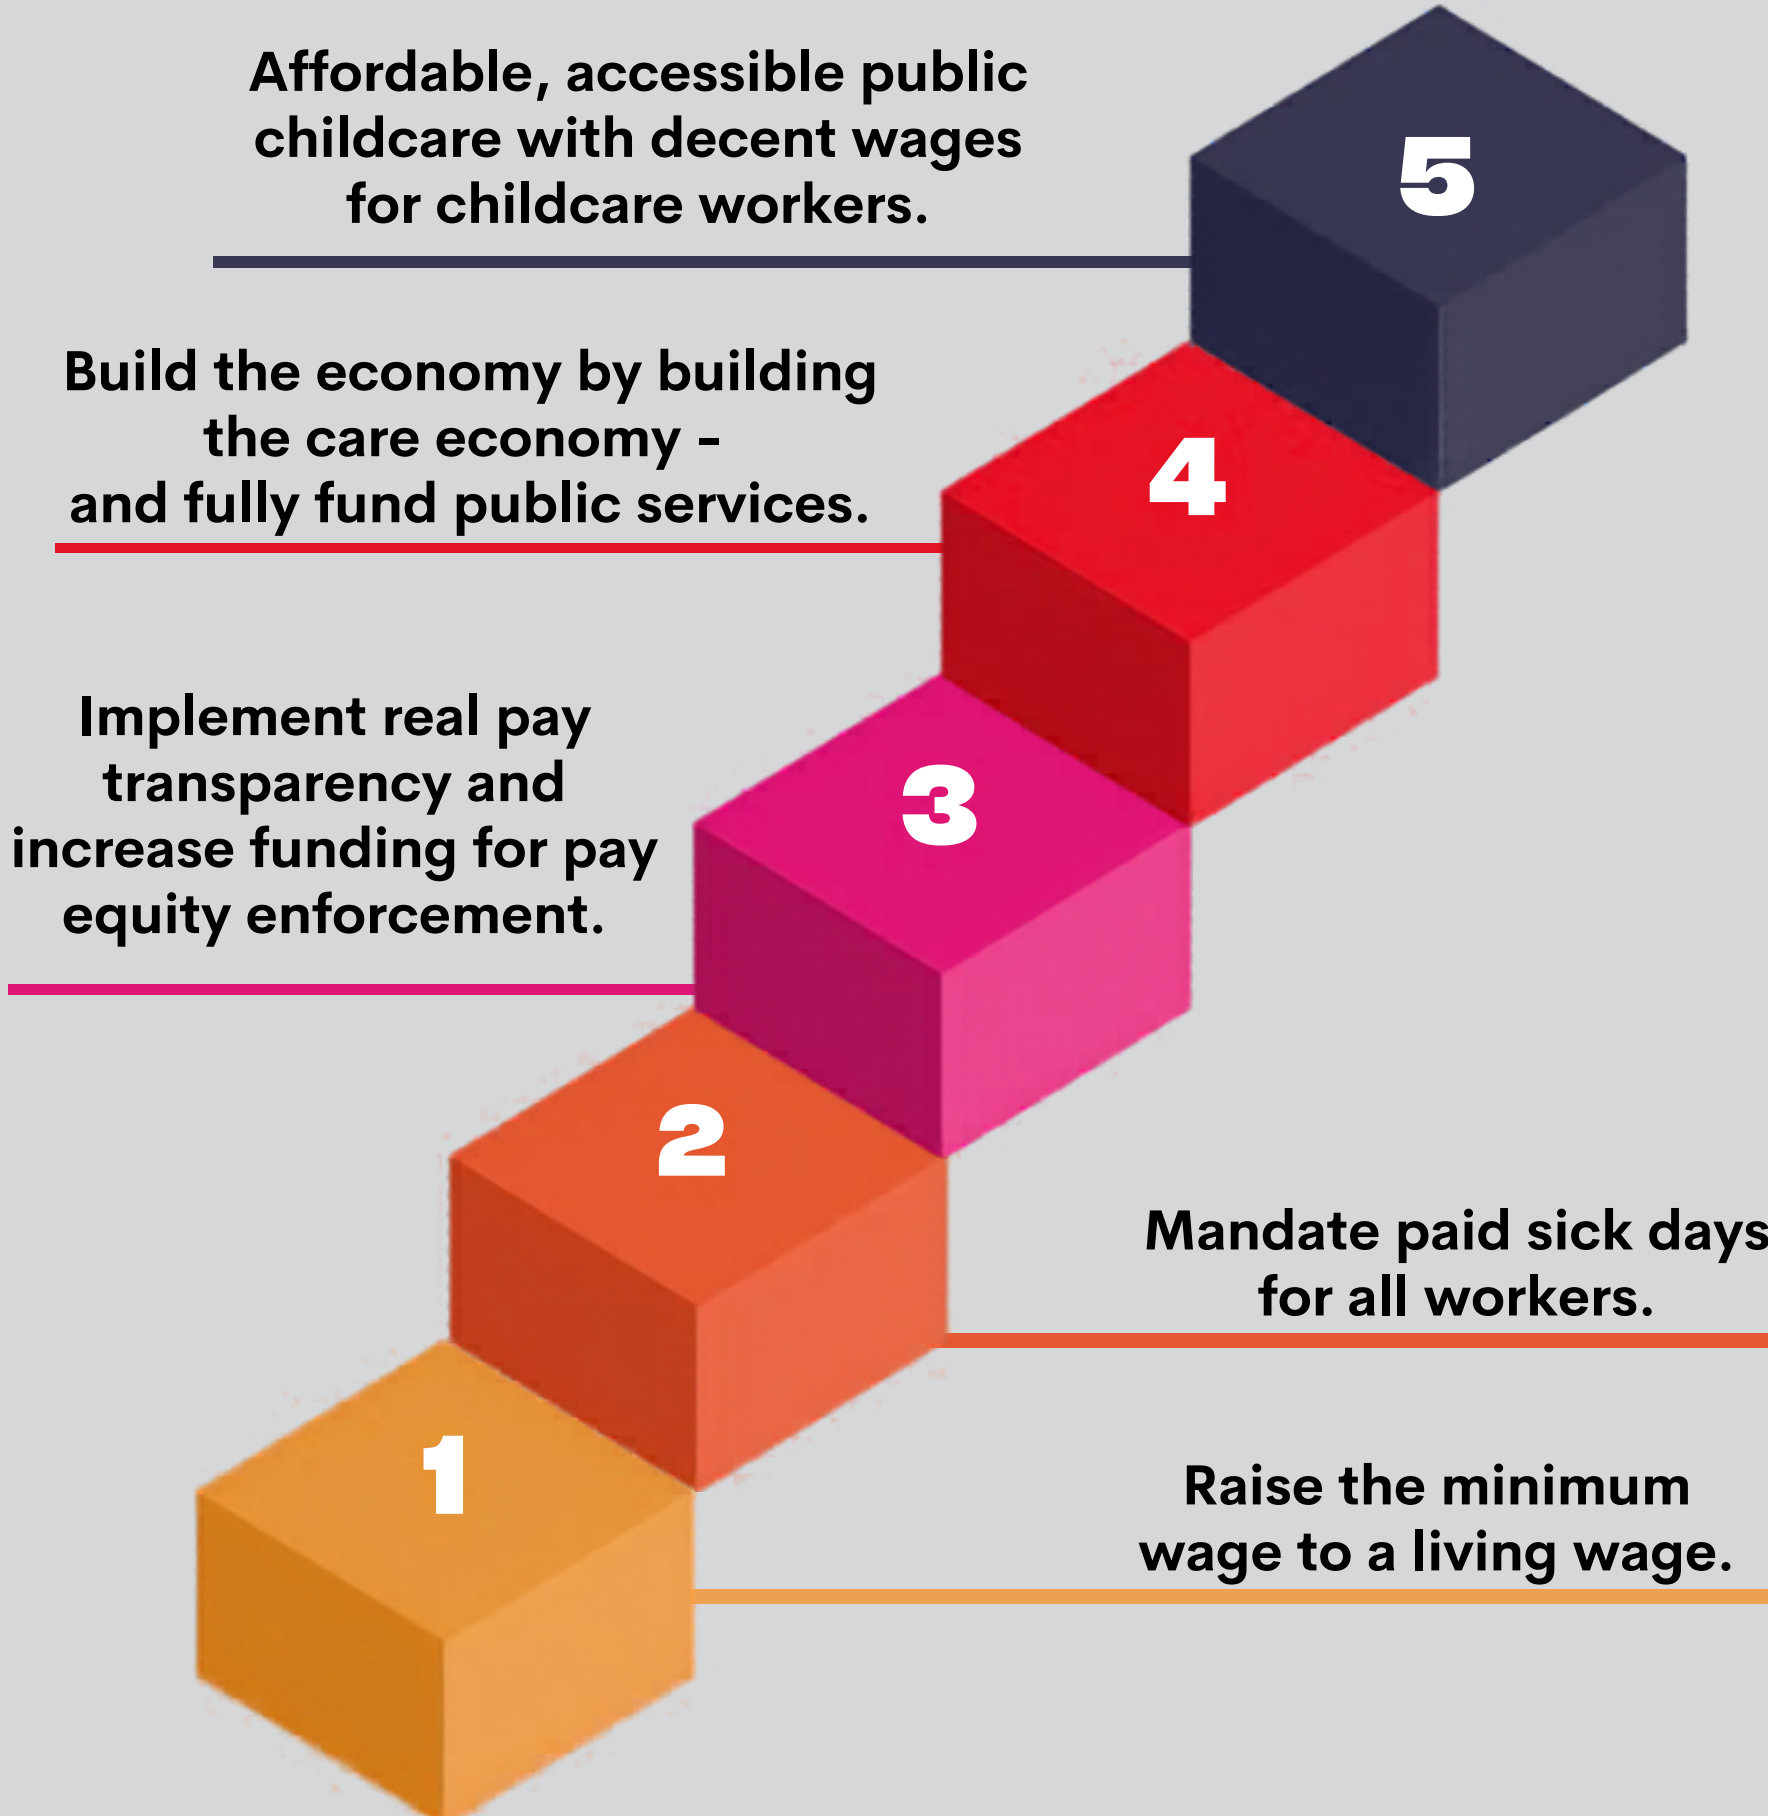 Affordable, accessible public
childcare with decent wages
for childcare workers.
5
Build the economy by building
the care economy -
and fully fund public services.
4
Implement real pay
transparency and
increase funding for pay
equity enforcement.
3
2
Mandate paid sick days
for all workers.
1
Raise the minimum
wage to a living wage.